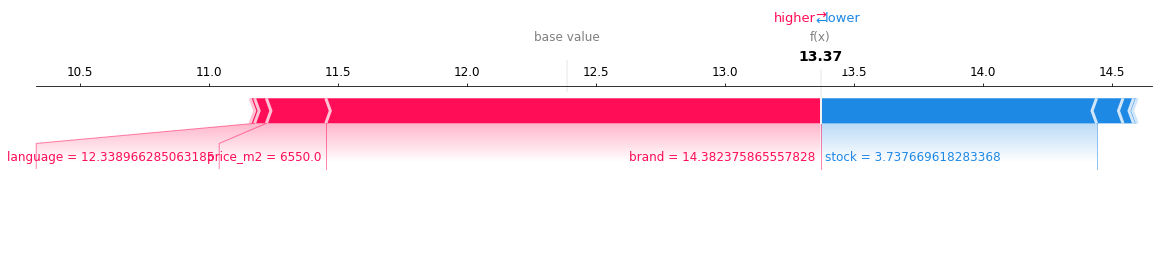 higher⇄lower
base value f(x)
13.37
10.5 11.0 11.5 12.0 12.5 13.0 13.5 14.0 14.5
language = 12.338966285063185 price_m2 = 6550.0 brand = 14.382375865557828 stock = 3.737669618283368